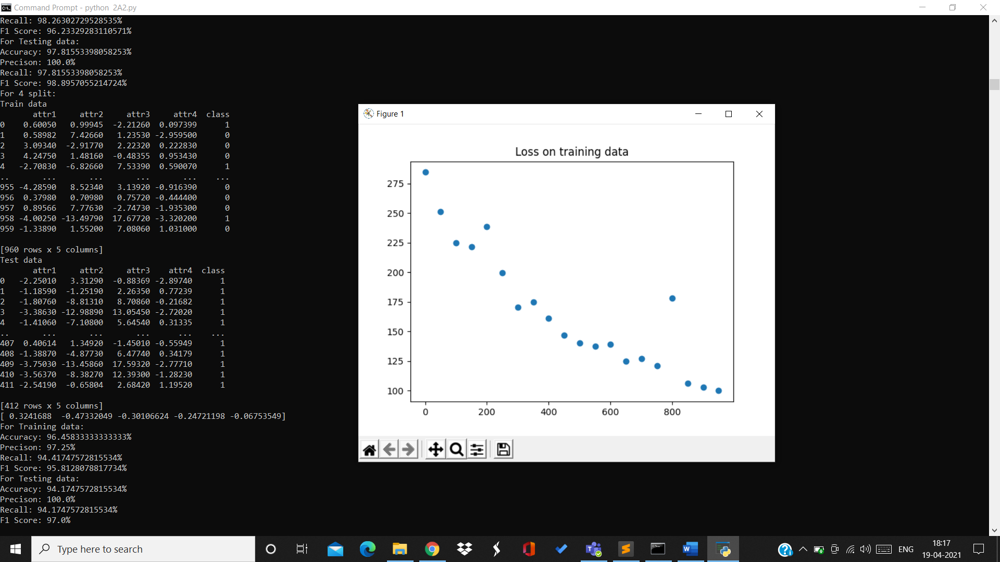 Command Prompt - python  2A2.py
Recall: 98.26302729528535%
F1 Score: 96.23329283110571%
For Testing data:
Accuracy: 97.81553398058253%
Precison: 100.0%
Recall: 97.81553398058253%
F1 Score: 98.8957055214724%
For 4 split:
Train data
attr1 attr2 attr3 attr4 class
0 0.60050 0.99945 -2.21260 0.097399 1
1 0.58982 7.42660 1.23530 -2.959500 0
2 3.09340 -2.91770 2.22320 0.222830 0
3 4.24750 1.48160 -0.48355 0.953430 0
4 -2.70830 -6.82660 7.53390 0.590070 1
.. ... ... ... ... ...
955 -4.28590 8.52340 3.13920 -0.916390 0
956 0.37980 0.70980 0.75720 -0.444400 0
957 0.89566 7.77630 -2.74730 -1.935300 0
958 -4.00250 -13.49790 17.67720 -3.320200 1
959 -1.33890 1.55200 7.08060 1.031000 0
[960 rows x 5 columns]
Test data
attr1 attr2 attr3 attr4 class
0 -2.25010 3.31290 -0.88369 -2.89740 1
1 -1.18590 -1.25190 2.26350 0.77239 1
2 -1.80760 -8.81310 8.70860 -0.21682 1
3 -3.38630 -12.98890 13.05450 -2.72020 1
4 -1.41060 -7.10800 5.64540 0.31335 1
.. ... ... ... ... ...
407 0.40614 1.34920 -1.45010 -0.55949 1
408 -1.38870 -4.87730 6.47740 0.34179 1
409 -3.75030 -13.45860 17.59320 -2.77710 1
410 -3.56370 -8.38270 12.39300 -1.28230 1
411 -2.54190 -0.65804 2.68420 1.19520 1
[412 rows x 5 columns]
[ 0.3241688  -0.47332049 -0.30106624 -0.24721198 -0.06753549]
For Training data:
Accuracy: 96.45833333333333%
Precison: 97.25%
Recall: 94.41747572815534%
F1 Score: 95.8128078817734%
For Testing data:
Accuracy: 94.1747572815534%
Precison: 100.0%
Recall: 94.1747572815534%
F1 Score: 97.0%
Figure 1
Loss on training data
275
250
225
200
175
150
125
100
0 200 400 600 800
Type here to search
ENG
18:17
19-04-2021